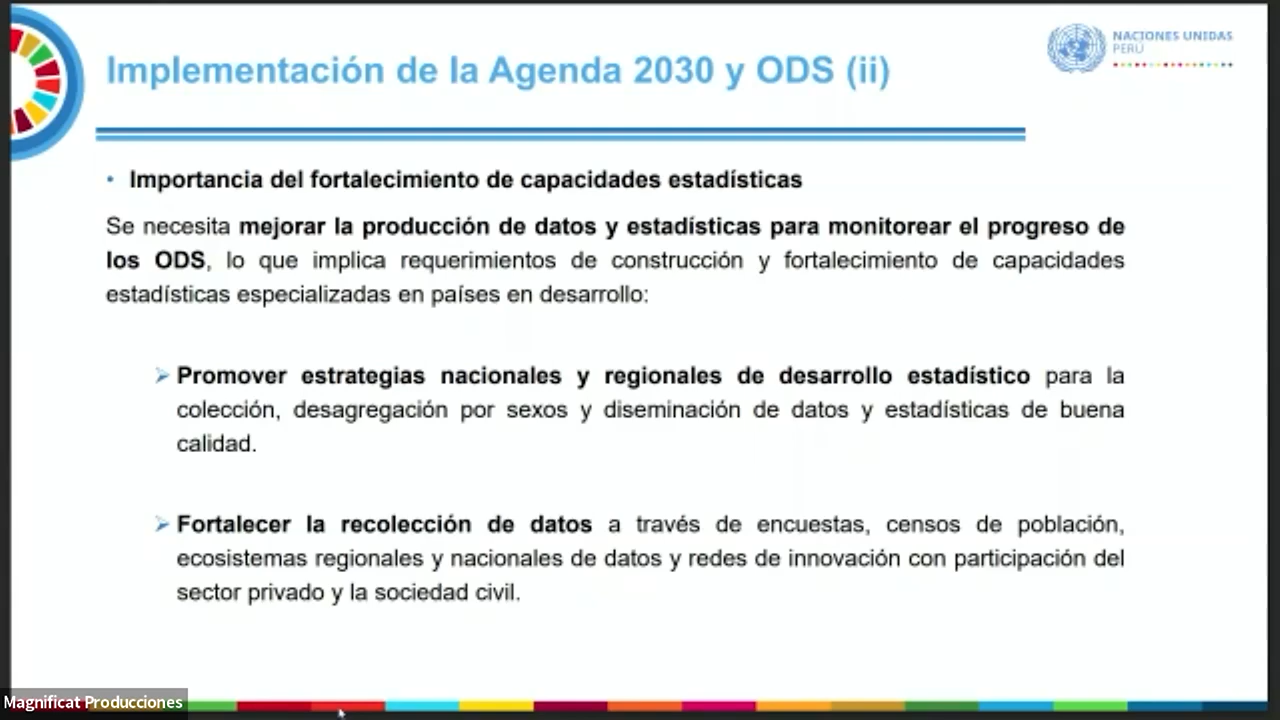 Implementación de la Agenda 2030 y ODS (ii)
NACIONES UNIDAS
PERÚ
• Importancia del fortalecimiento de capacidades estadísticas
Se necesita mejorar la producción de datos y estadísticas para monitorear el progreso de
los ODS, lo que implica requerimientos de construcción y fortalecimiento de capacidades
estadísticas especializadas en países en desarrollo:
➢ Promover estrategias nacionales y regionales de desarrollo estadístico para la
colección, desagregación por sexos y diseminación de datos y estadísticas de buena
calidad.
➢ Fortalecer la recolección de datos a través de encuestas, censos de población,
ecosistemas regionales y nacionales de datos y redes de innovación con participación del
sector privado y la sociedad civil.
Magnificat Producciones